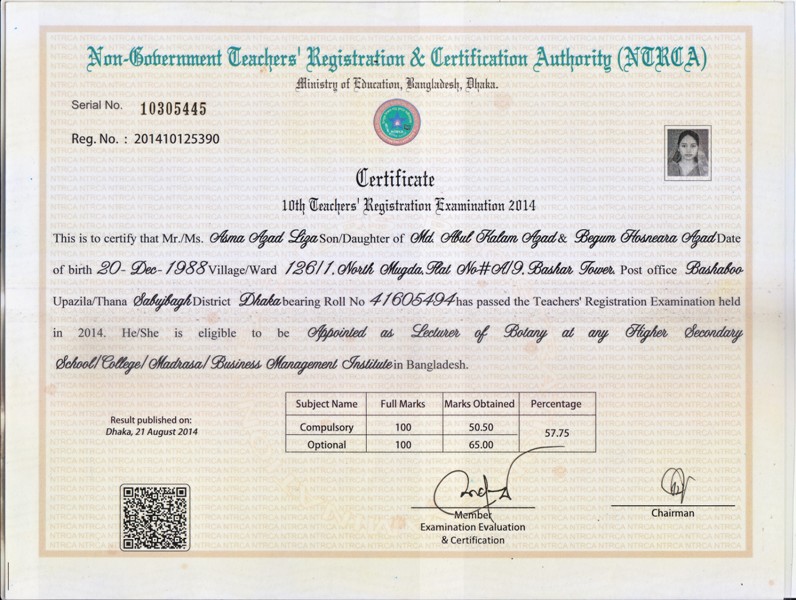 Non-Government Teachers' Registration & Certification Authority (NTRCA)
Ministry of Education, Bangladesh, Dhaka.
Serial No. 10305445
Reg. No. : 201410125390
Certificate
10th Teachers' Registration Examination 2014
This is to certify that Mr./Ms. Asma Azad Liza Son/Daughter of Md. Abul Kalam Azad & Begum Hosneara Azad Date
of birth 20- Dec- 1988 Village/Ward 126/1, North Mugda, Flat No# A/9, Bashar Tower, Post office Bashaboo
Upazila/Thana Sabujbagh District Dhaka bearing Roll No 41605494 has passed the Teachers' Registration Examination held
in 2014. He/She is eligible to be Appointed as Lecturer of Botany at any Higher Secondary
School/College/Madrasa/Business Management Institute in Bangladesh.
Subject Name Full Marks Marks Obtained Percentage
Compulsory 100 50.50
57.75
Optional 100 65.00
Result published on:
Dhaka, 21 August 2014
Member
Examination Evaluation
& Certification
Chairman